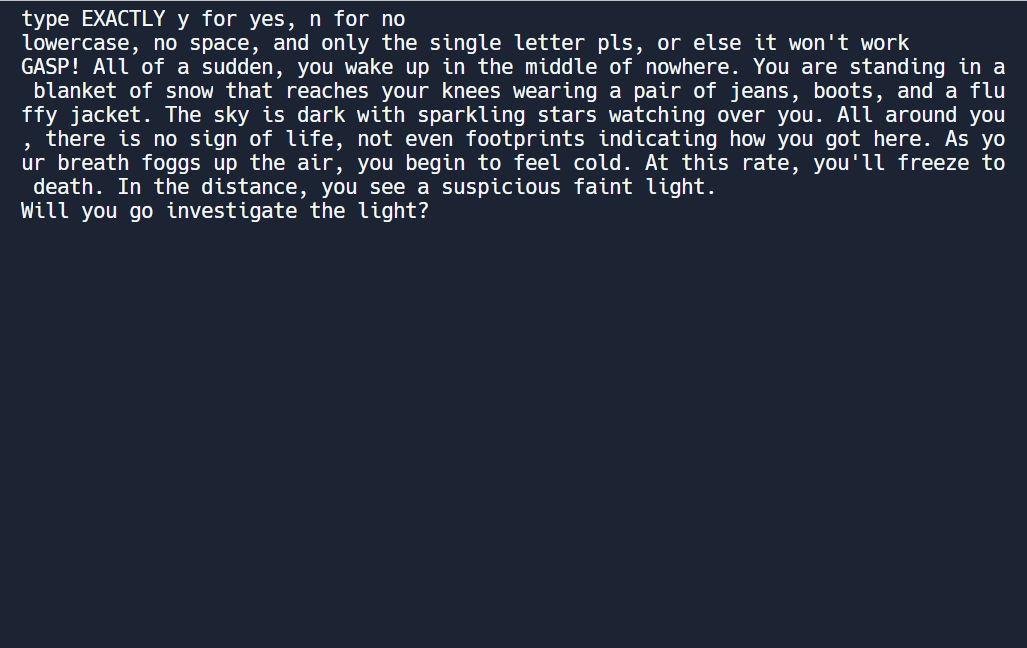 type EXACTLY y for yes, n for no
lowercase, no space, and only the single letter pls, or else it won't work
GASP! All of a sudden, you wake up in the middle of nowhere. You are standing in a
 blanket of snow that reaches your knees wearing a pair of jeans, boots, and a flu
ffy jacket. The sky is dark with sparkling stars watching over you. All around you
, there is no sign of life, not even footprints indicating how you got here. As yo
ur breath foggs up the air, you begin to feel cold. At this rate, you'll freeze to
 death. In the distance, you see a suspicious faint light.
Will you go investigate the light?